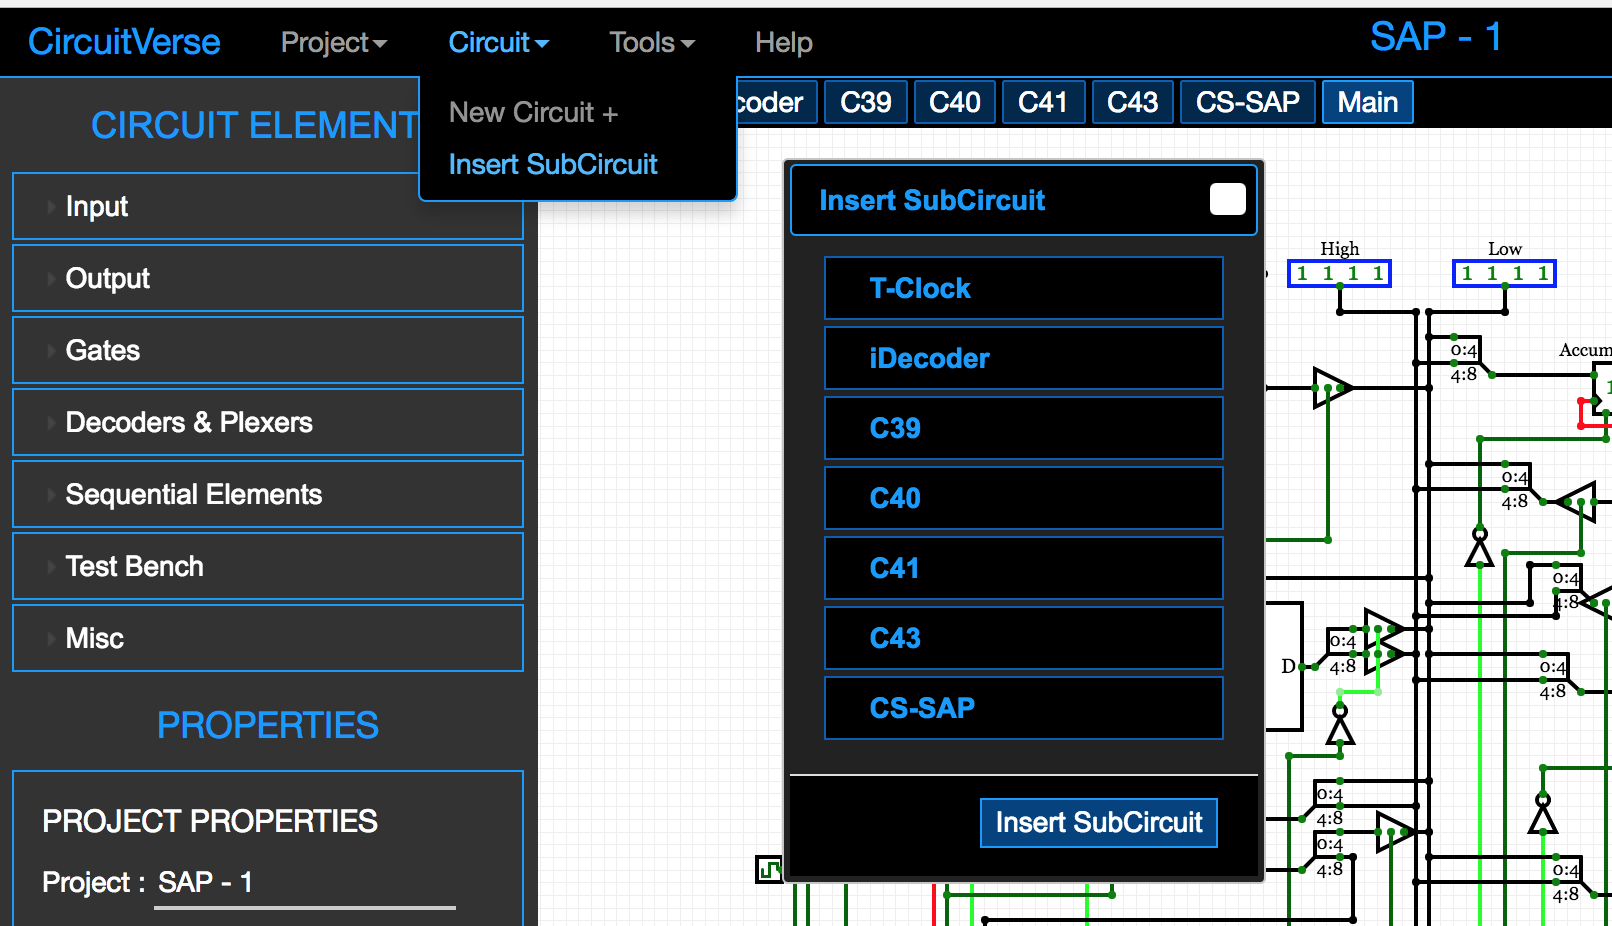 CircuitVerse Project Circuit Tools Help SAP - 1
New Circuit +
Insert SubCircuit
coder C39 C40 C41 C43 CS-SAP Main
CIRCUIT ELEMENT
Input
Output
Gates
Decoders & Plexers
Sequential Elements
Test Bench
Misc
PROPERTIES
PROJECT PROPERTIES
Project : SAP - 1
Insert SubCircuit
T-Clock
iDecoder
C39
C40
C41
C43
CS-SAP
Insert SubCircuit
High
1 1 1 1
Low
1 1 1 1
0:4
4:8
Accum
1
0:4
4:8
0:4
4:8
D
0:4
4:8
0:4
4:8
0:4
4:8
0:4
4:8
0:4
4:8